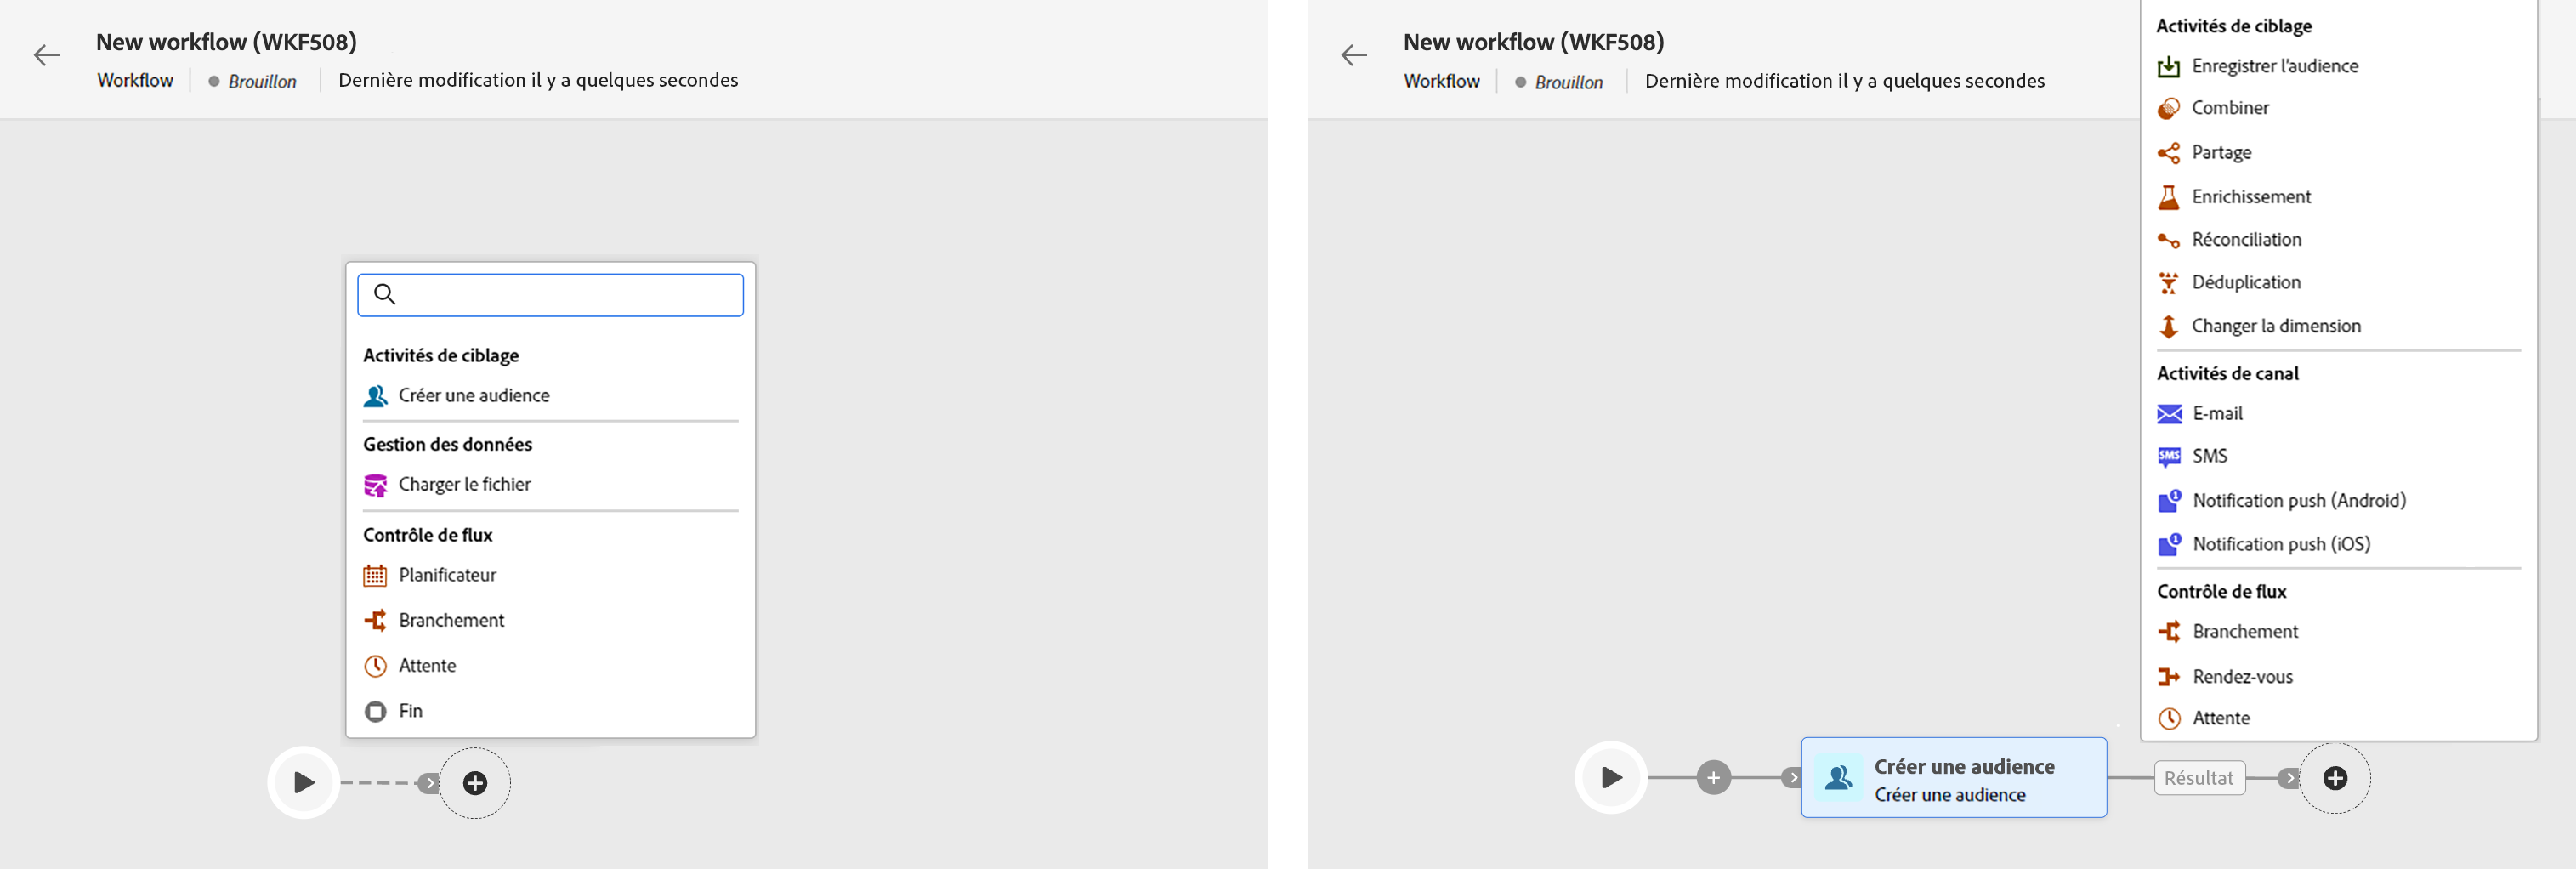 New workflow (WKF508)
Workflow Brouillon Dernière modification il y a quelques secondes
Activités de ciblage
Créer une audience
Gestion des données
Charger le fichier
Contrôle de flux
Planificateur
Branchement
Attente
Fin
New workflow (WKF508)
Workflow Brouillon Dernière modification il y a quelques secondes
Activités de ciblage
Enregistrer l'audience
Combiner
Partage
Enrichissement
Réconciliation
Déduplication
Changer la dimension
Activités de canal
E-mail
SMS
SMS
1
Notification push (Android)
1
Notification push (iOS)
Contrôle de flux
Branchement
Rendez-vous
Attente
Créer une audience
Créer une audience
Résultat